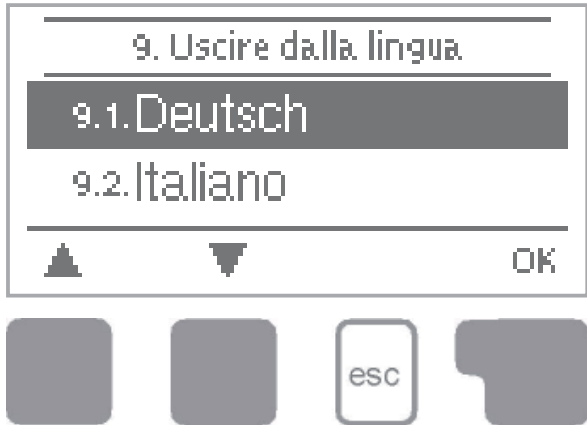 9. Uscire dalla lingua
9.1.Deutsch
9.2.Italiano
OK
esc